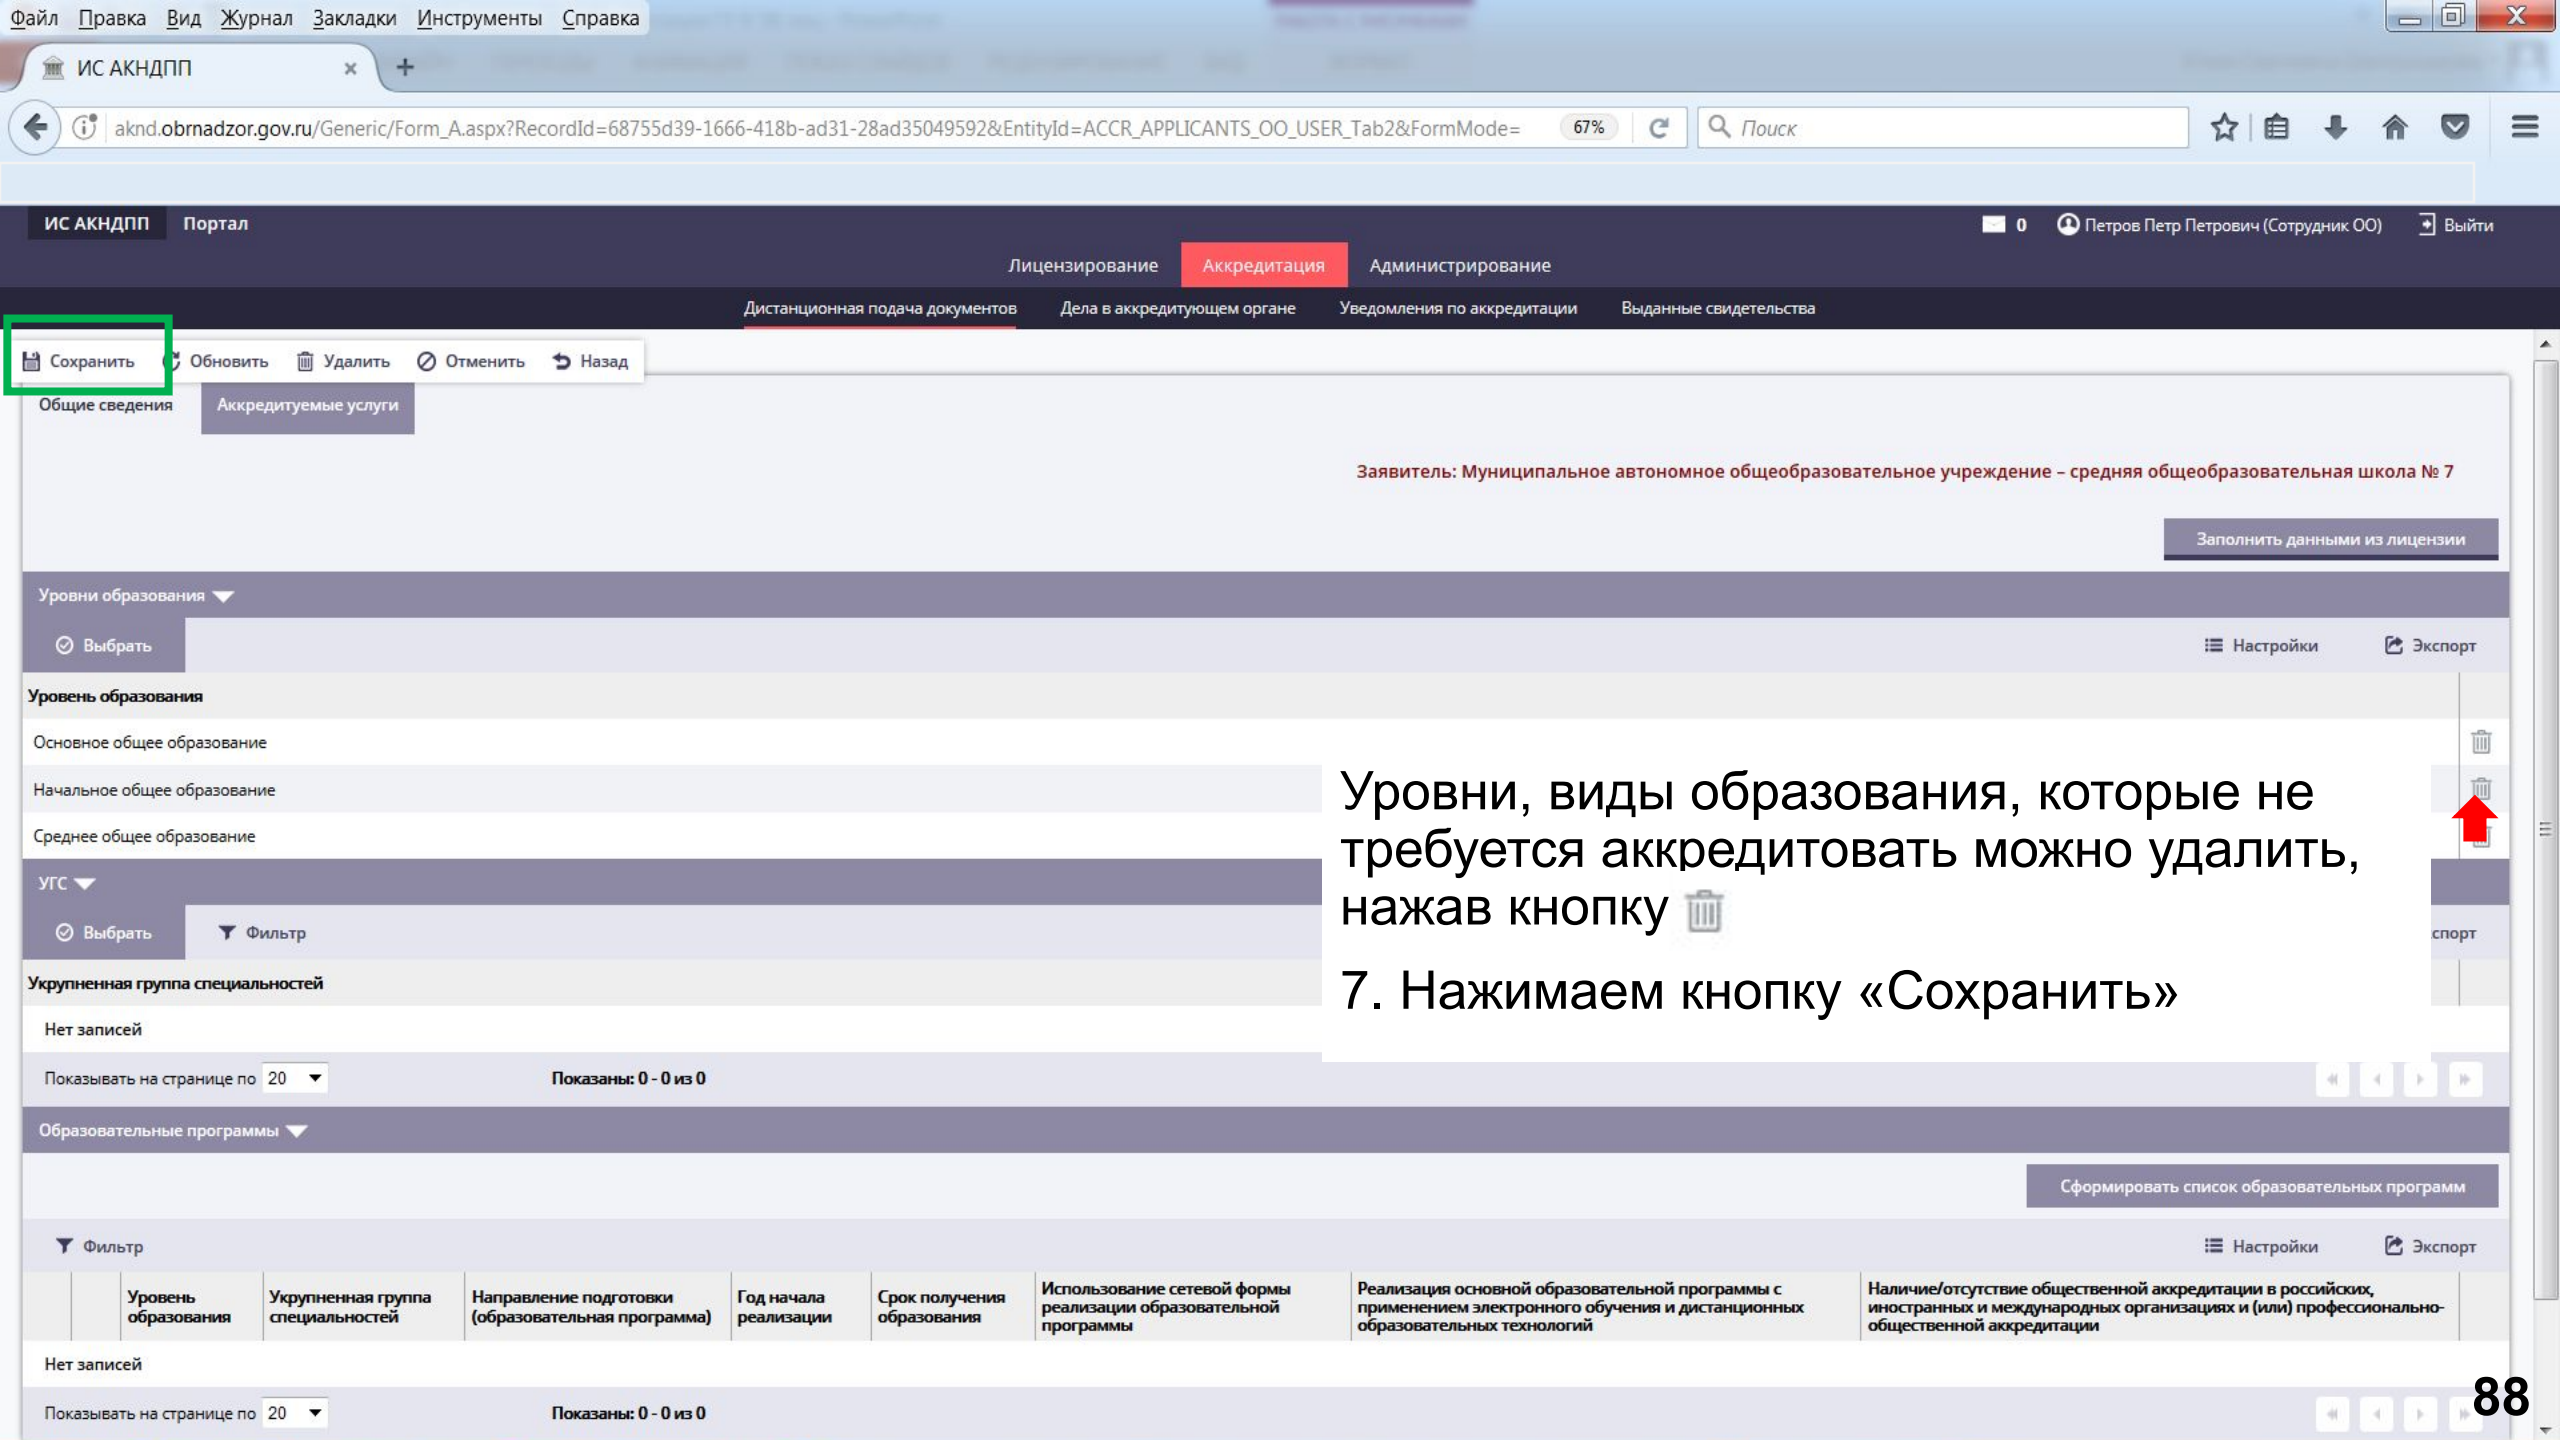 Файл Правка Вид Журнал Закладки Инструменты Справка
ИС АКНДПП
aknd.obrnadzor.gov.ru/Generic/Form_A.aspx?RecordId=68755d39-1666-418b-ad31-28ad35049592&EntityId=ACCR_APPLICANTS_OO_USER_Tab2&FormMode= 67% Поиск
ИС АКНДПП Портал 0 Петров Петр Петрович (Сотрудник ОО) Выйти
Лицензирование Аккредитация Администрирование
Дистанционная подача документов Дела в аккредитующем органе Уведомления по аккредитации Выданные свидетельства
Сохранить Обновить Удалить Отменить Назад
Общие сведения Аккредитуемые услуги
Заявитель: Муниципальное автономное общеобразовательное учреждение – средняя общеобразовательная школа № 7
Заполнить данными из лицензии
Уровни образования
Выбрать Настройки Экспорт
Уровень образования
Основное общее образование
Начальное общее образование
Среднее общее образование
Уровни, виды образования, которые не
требуется аккредитовать можно удалить,
нажав кнопку
7. Нажимаем кнопку «Сохранить»
УГС
Выбрать Фильтр спорт
Укрупненная группа специальностей
Нет записей
Показывать на странице по 20 Показаны: 0 - 0 из 0
Образовательные программы
Сформировать список образовательных программ
Фильтр Настройки Экспорт
Уровень
образования
Укрупненная группа
специальностей
Направление подготовки
(образовательная программа)
Год начала
реализации
Срок получения
образования
Использование сетевой формы
реализации образовательной
программы
Реализация основной образовательной программы с
применением электронного обучения и дистанционных
образовательных технологий
Наличие/отсутствие общественной аккредитации в российских,
иностранных и международных организациях и (или) профессионально-
общественной аккредитации
Нет записей
Показывать на странице по 20 Показаны: 0 - 0 из 0
88